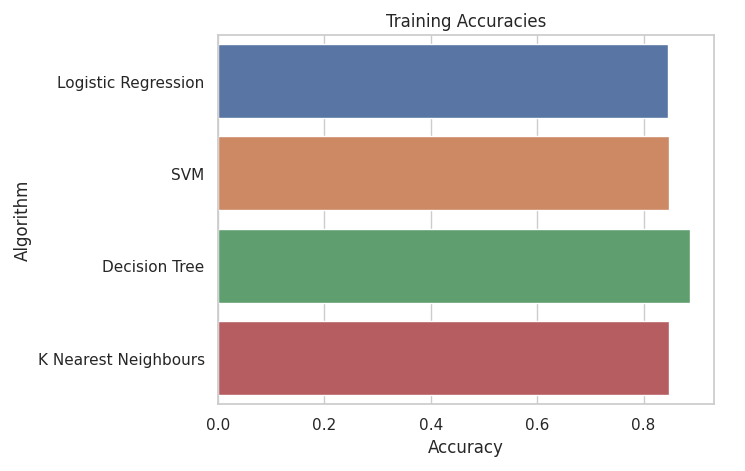 Training Accuracies
Logistic Regression
SVM
Decision Tree
K Nearest Neighbours
Algorithm
0.0 0.2 0.4 0.6 0.8
Accuracy